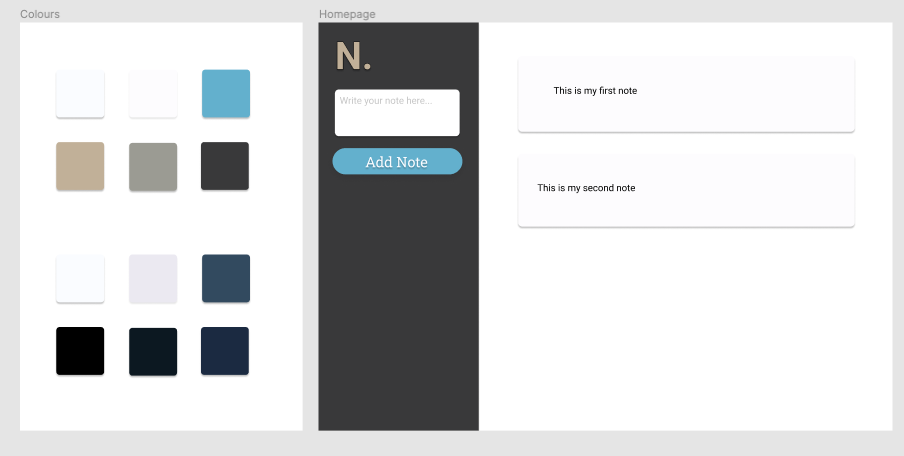 Colours
Homepage
N.
Write your note here...
Add Note
This is my first note
This is my second note